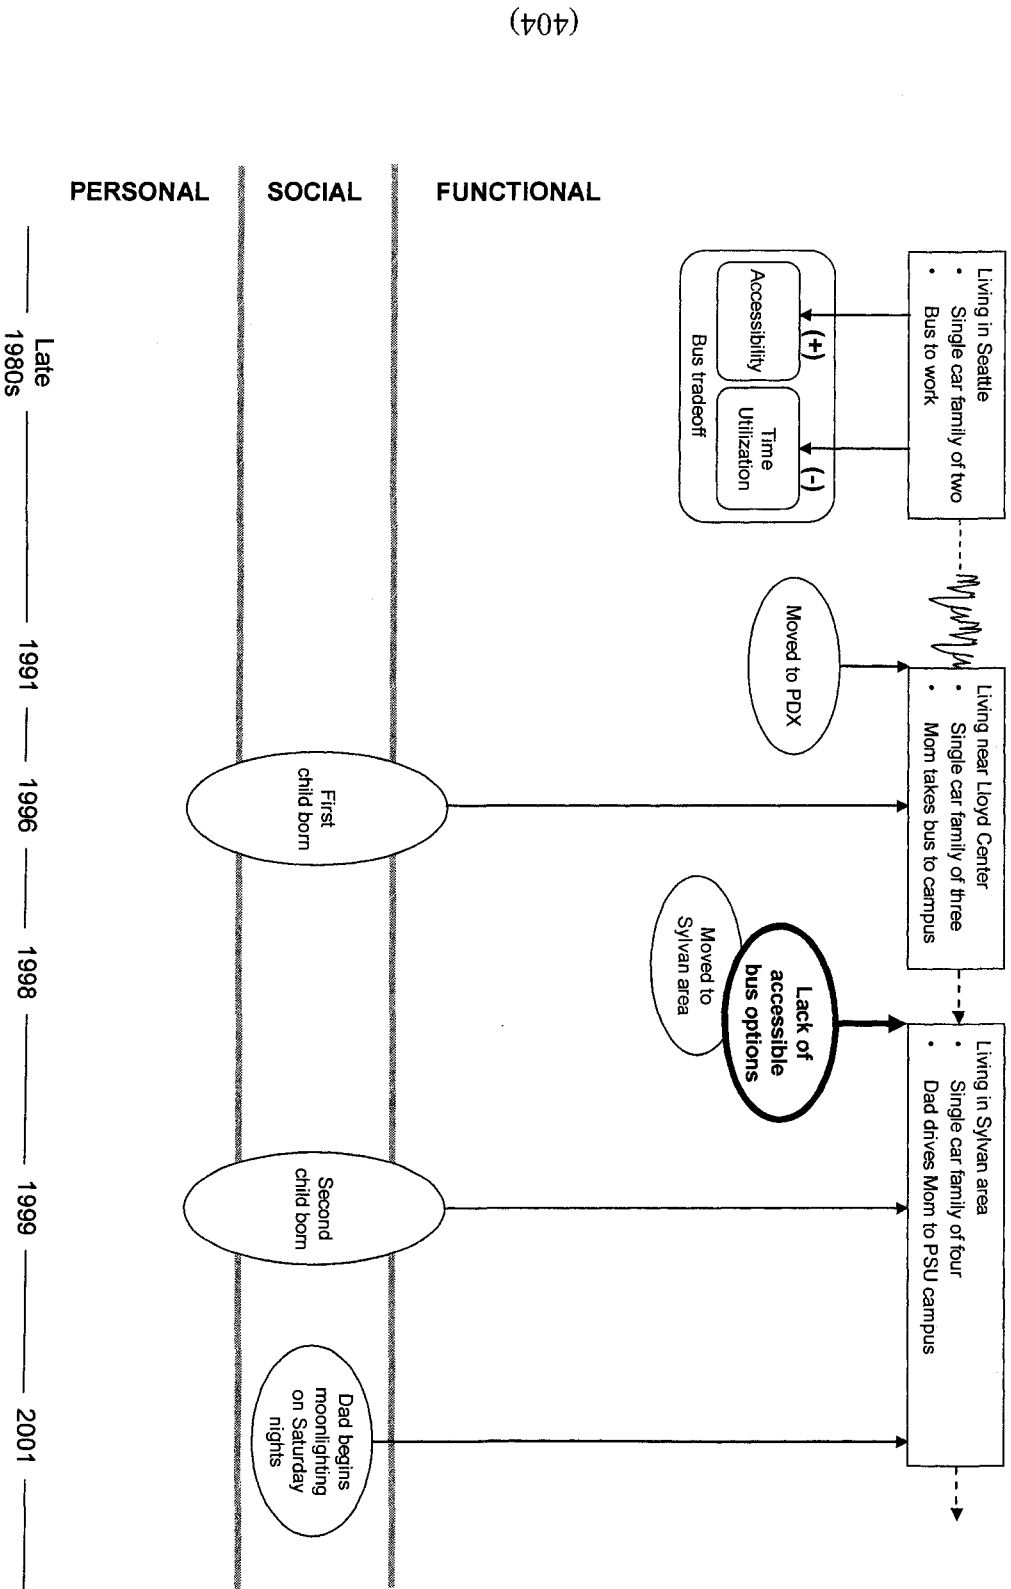 (404)
Living in Seattle
• Single car family of two
• Bus to work
Living near Lloyd Center
• Single car family of three
• Mom takes bus to campus
Living in Sylvan area
• Single car family of four
• Dad drives Mom to PSU campus
(+)
(-)
Accessibility
Time
Utilization
Bus tradeoff
Moved to PDX
Lack of
accessible
bus options
Moved to
Sylvan area
FUNCTIONAL
SOCIAL
First
child born
Second
child born
Dad begins
moonlighting
on Saturday
nights
PERSONAL
Late
1980s
1991
1996
1998
1999
2001